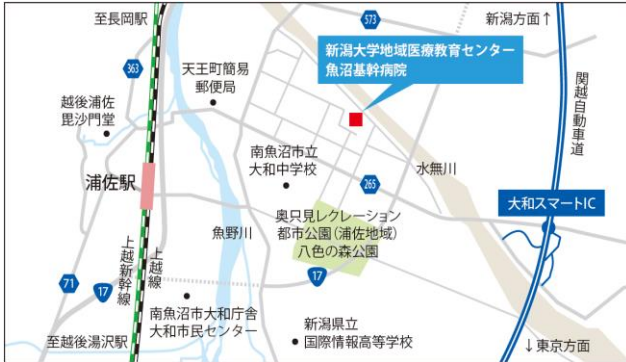 至長岡駅
573
新潟方面↑
新潟大学地域医療教育センター
魚沼基幹病院
363
天王町簡易
郵便局
関越自動車道
越後浦佐
毘沙門堂
南魚沼市立
大和中学校
水無川
265
浦佐駅
大和スマートIC
奥只見レクレーション
都市公園(浦佐地域)
八色の森公園
魚野川
上越新幹線
上越線
17
71
17
南魚沼市大和庁舎
大和市民センター
新潟県立
国際情報高等学校
至越後湯沢駅
↓東京方面